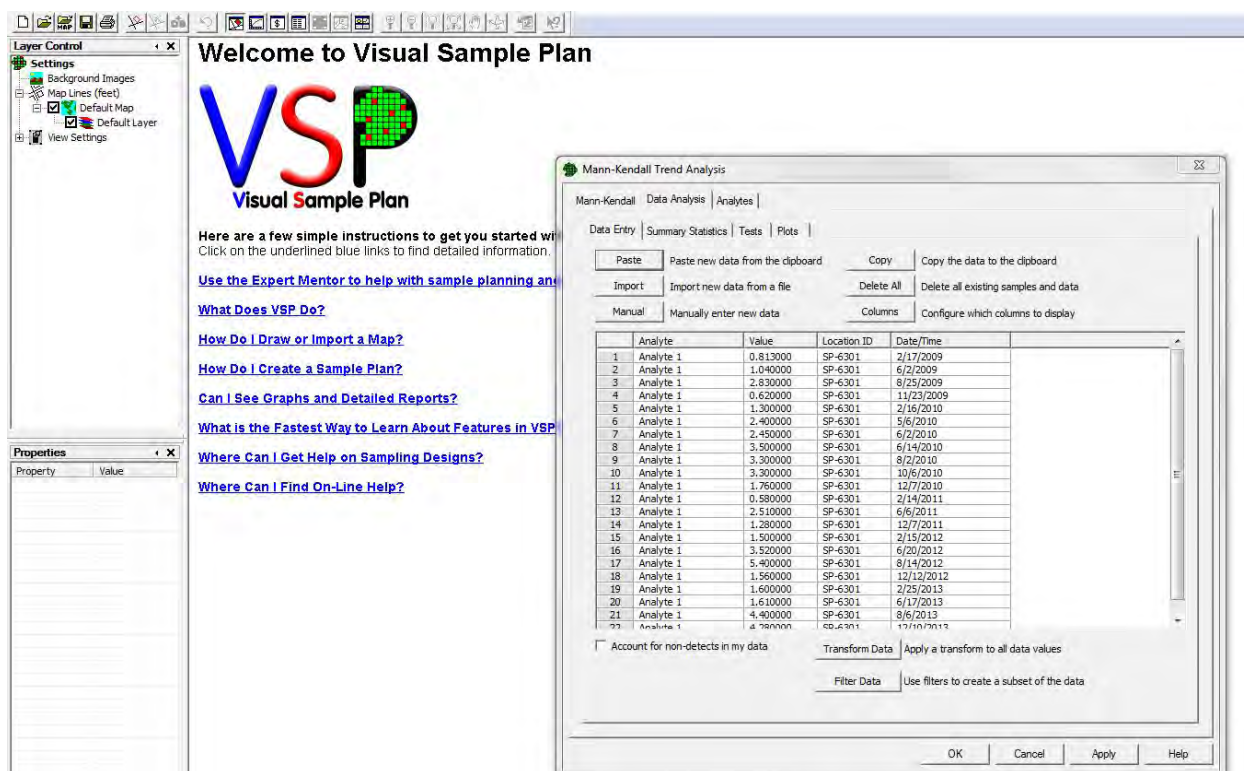 Layer Control
Settings
Background Images
Map Lines (feet)
Default Map
Default Layer
View Settings
Properties
Property Value
Welcome to Visual Sample Plan
VSP
Visual Sample Plan
Here are a few simple instructions to get you started wi
Click on the underlined blue links to find detailed information.
Use the Expert Mentor to help with sample planning an
What Does VSP Do?
How Do I Draw or Import a Map?
How Do I Create a Sample Plan?
Can I See Graphs and Detailed Reports?
What is the Fastest Way to Learn About Features in VSP
Where Can I Get Help on Sampling Designs?
Where Can I Find On-Line Help?
Mann-Kendall Trend Analysis
Mann-Kendall Data Analysis Analytes
Data Entry Summary Statistics Tests Plots
Paste Paste new data from the clipboard Copy Copy the data to the clipboard
Import Import new data from a file Delete All Delete all existing samples and data
Manual Manually enter new data Columns Configure which columns to display
Analyte Value Location ID Date/Time
1 Analyte 1 0.813000 SP-6301 2/17/2009
2 Analyte 1 1.040000 SP-6301 6/2/2009
3 Analyte 1 2.830000 SP-6301 8/25/2009
4 Analyte 1 0.620000 SP-6301 11/23/2009
5 Analyte 1 1.300000 SP-6301 2/16/2010
6 Analyte 1 2.400000 SP-6301 5/6/2010
7 Analyte 1 2.450000 SP-6301 6/2/2010
8 Analyte 1 3.500000 SP-6301 6/14/2010
9 Analyte 1 3.300000 SP-6301 8/2/2010
10 Analyte 1 3.300000 SP-6301 10/6/2010
11 Analyte 1 1.760000 SP-6301 12/7/2010
12 Analyte 1 0.580000 SP-6301 2/14/2011
13 Analyte 1 2.510000 SP-6301 6/6/2011
14 Analyte 1 1.280000 SP-6301 12/7/2011
15 Analyte 1 1.500000 SP-6301 2/15/2012
16 Analyte 1 3.520000 SP-6301 6/20/2012
17 Analyte 1 5.400000 SP-6301 8/14/2012
18 Analyte 1 1.560000 SP-6301 12/12/2012
19 Analyte 1 1.600000 SP-6301 2/25/2013
20 Analyte 1 1.610000 SP-6301 6/17/2013
21 Analyte 1 4.400000 SP-6301 8/6/2013
22 Analyte 1 4.280000 SP-6301 12/10/2013
Account for non-detects in my data Transform Data Apply a transform to all data values
Filter Data Use filters to create a subset of the data
OK Cancel Apply Help